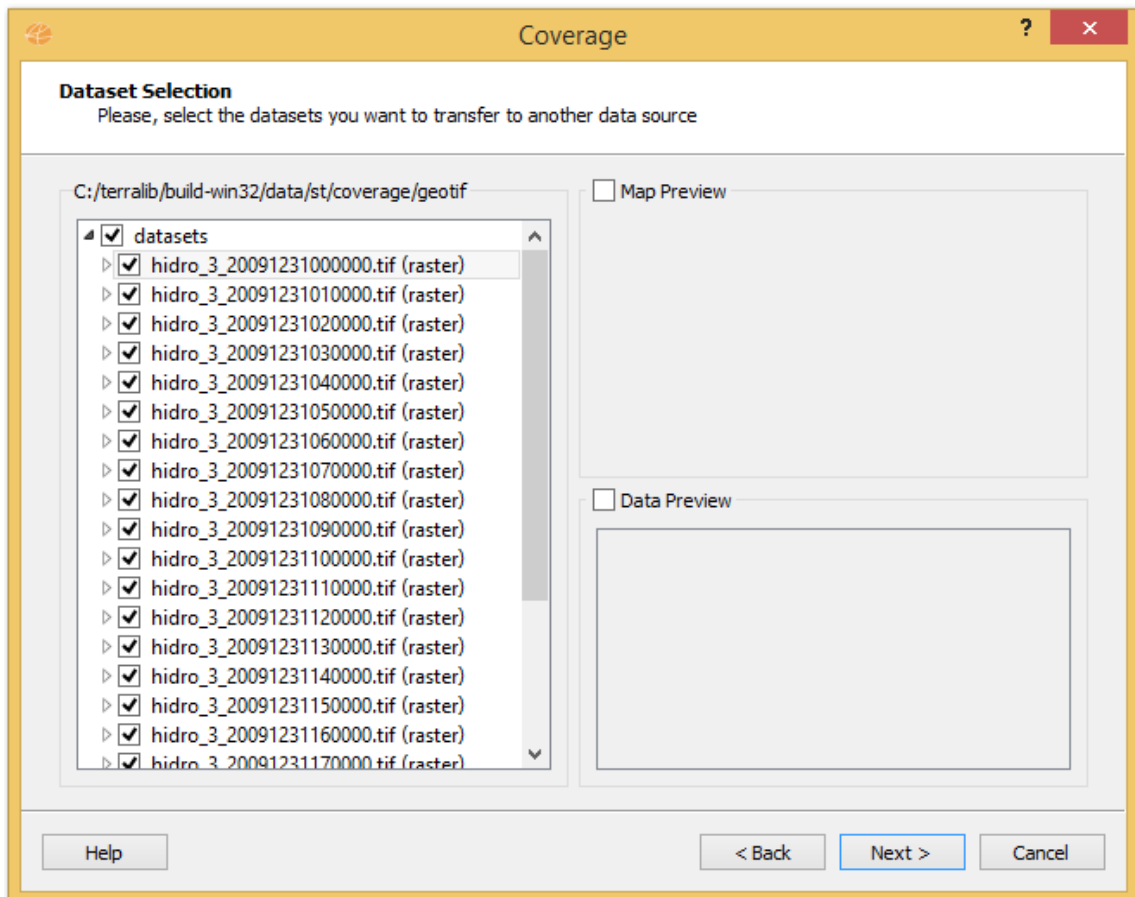 Coverage
?
Dataset Selection
Please, select the datasets you want to transfer to another data source
C:/terralib/build-win32/data/st/coverage/geotif
datasets
hidro_3_20091231000000.tif (raster)
hidro_3_20091231010000.tif (raster)
hidro_3_20091231020000.tif (raster)
hidro_3_20091231030000.tif (raster)
hidro_3_20091231040000.tif (raster)
hidro_3_20091231050000.tif (raster)
hidro_3_20091231060000.tif (raster)
hidro_3_20091231070000.tif (raster)
hidro_3_20091231080000.tif (raster)
hidro_3_20091231090000.tif (raster)
hidro_3_20091231100000.tif (raster)
hidro_3_20091231110000.tif (raster)
hidro_3_20091231120000.tif (raster)
hidro_3_20091231130000.tif (raster)
hidro_3_20091231140000.tif (raster)
hidro_3_20091231150000.tif (raster)
hidro_3_20091231160000.tif (raster)
hidro_3_20091231170000.tif (raster)
Map Preview
Data Preview
Help
< Back
Next >
Cancel